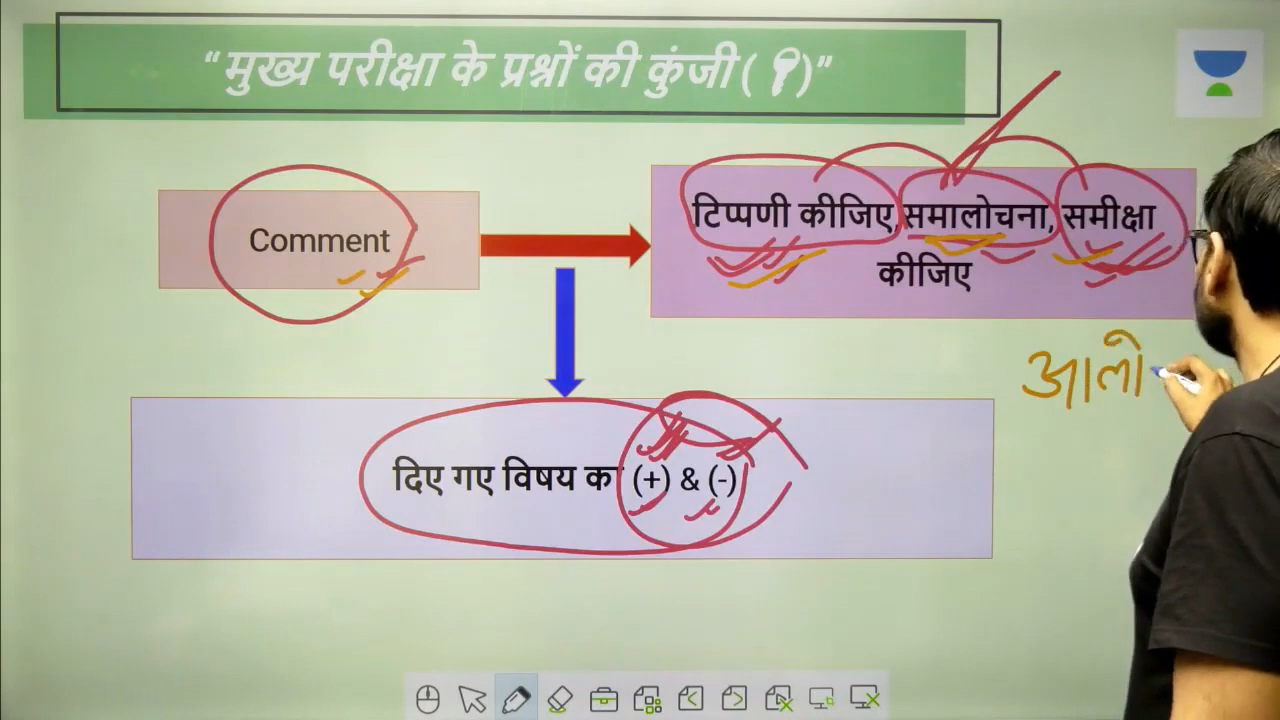 “मुख्य परीक्षा के प्रश्नों की कुंजी()”
Comment
टिप्पणी कीजिए, समालोचना, समीक्षा
कीजिए
आलो
दिए गए विषय का (+) & (-)